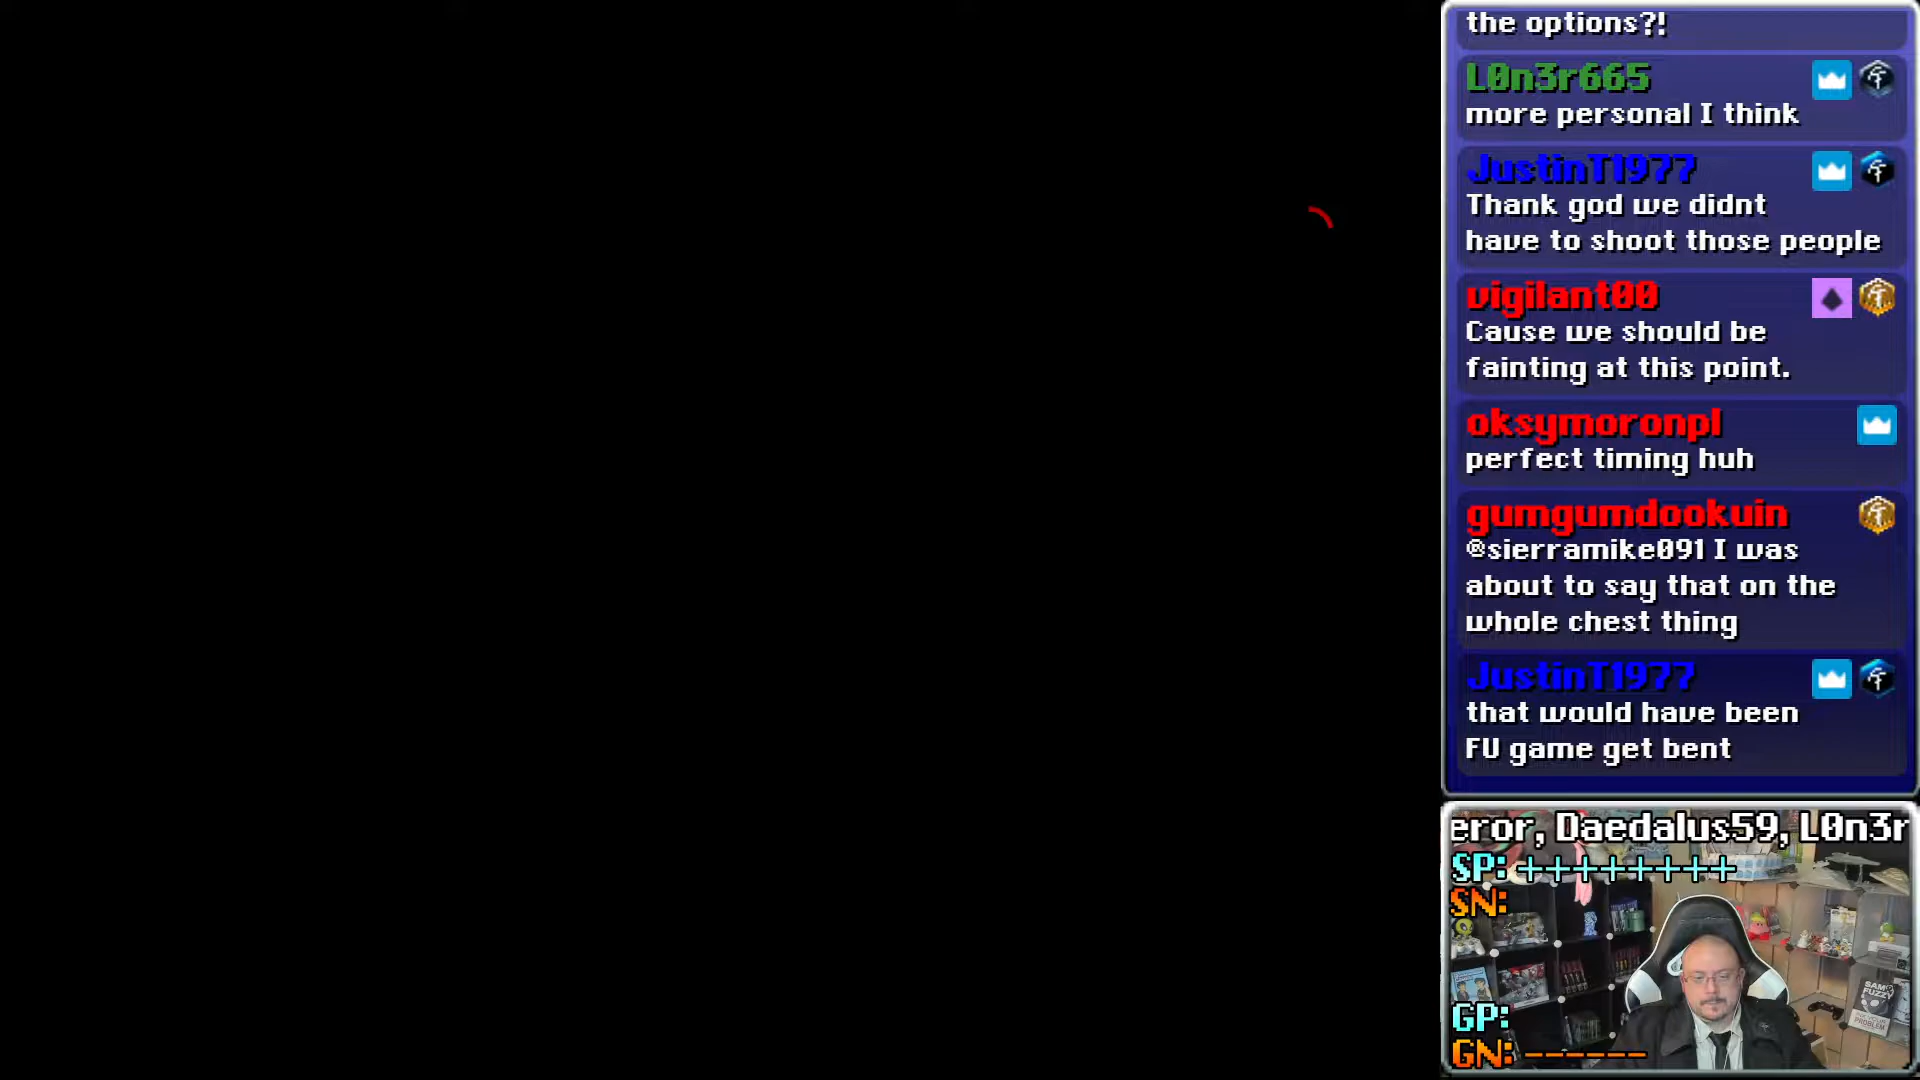 the options?!
L0n3r665
more personal I think
JustinT1977
Thank god we didnt
have to shoot those people
vigilant00
Cause we should be
fainting at this point.
oksymoronpl
perfect timing huh
gumgumdookuin
@sierramike091 I was
about to say that on the
whole chest thing
JustinT1977
that would have been
FU game get bent
eror, Daedalus59, L0n3r
SP: ++++++++
SN:
GP:
GN: ------
SAM
FUZZY
PROBLEM